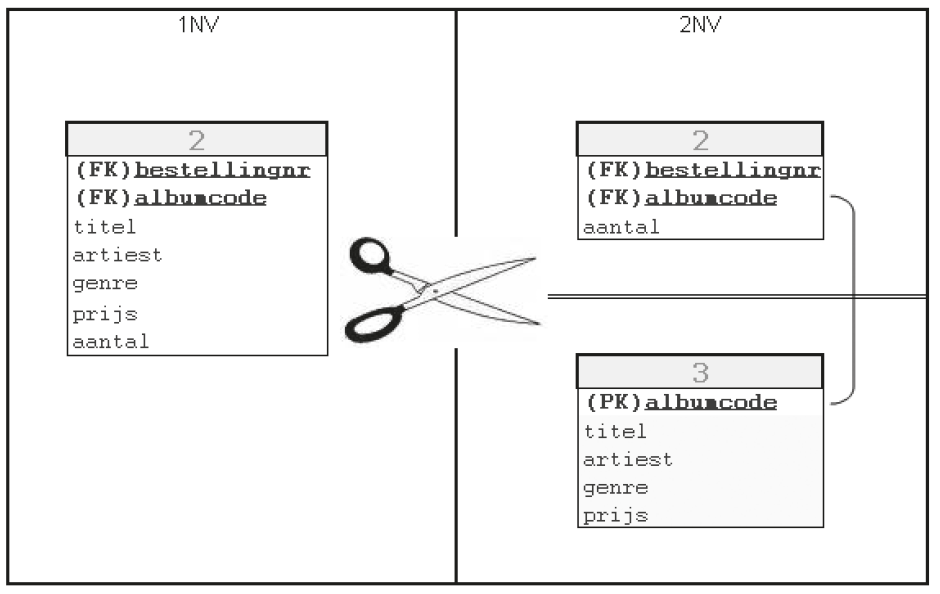 1NV
2
(FK)bestellingnr
(FK)albumcode
titel
artiest
genre
prijs
aantal
2NV
2
(FK)bestellingnr
(FK)albumcode
aantal
3
(PK)albumcode
titel
artiest
genre
prijs